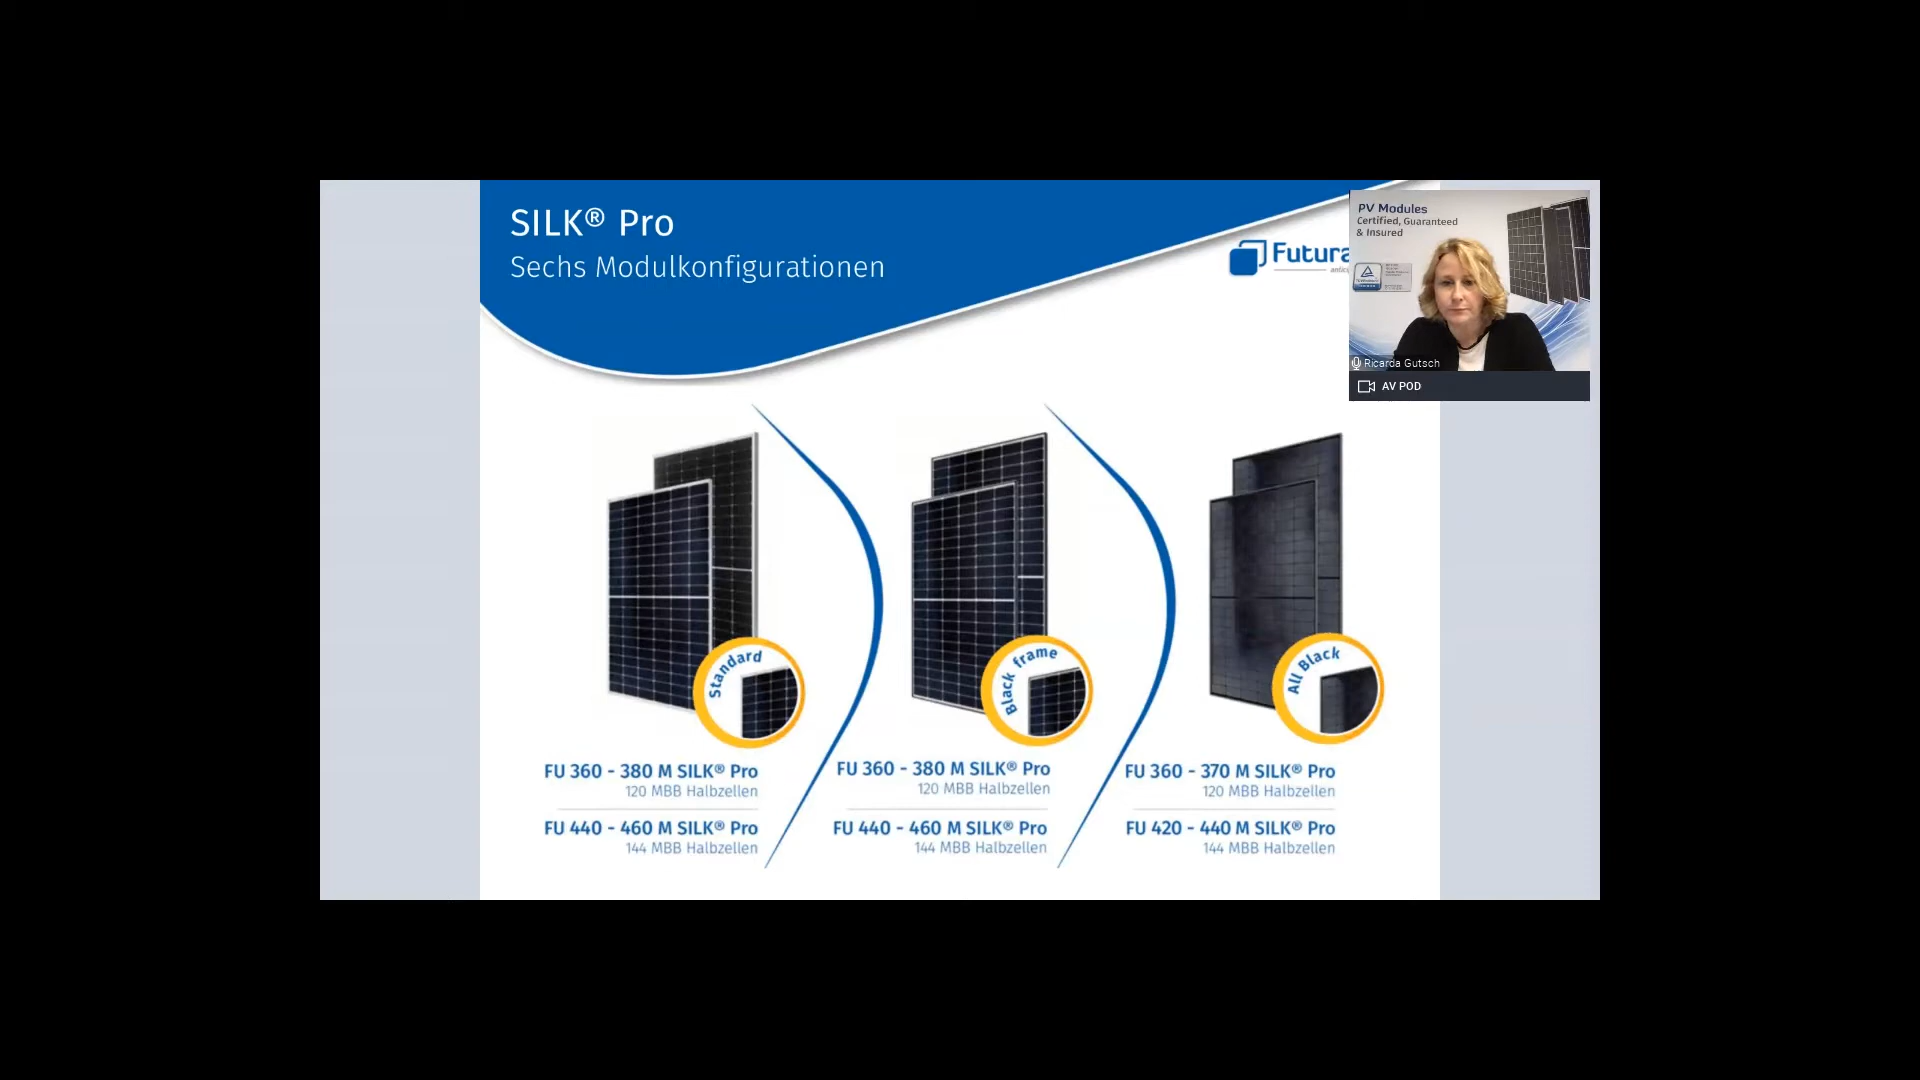 SILK® Pro
Sechs Modulkonfigurationen
Futura
PV Modules
Certified, Guaranteed
& Insured
Ricarda Gutsch
AV POD
Standard
FU 360 - 380 M SILK® Pro
120 MBB Halbzellen
FU 440 - 460 M SILK® Pro
144 MBB Halbzellen
Black frame
FU 360 - 380 M SILK® Pro
120 MBB Halbzellen
FU 440 - 460 M SILK® Pro
144 MBB Halbzellen
All Black
FU 360 - 370 M SILK® Pro
120 MBB Halbzellen
FU 420 - 440 M SILK® Pro
144 MBB Halbzellen